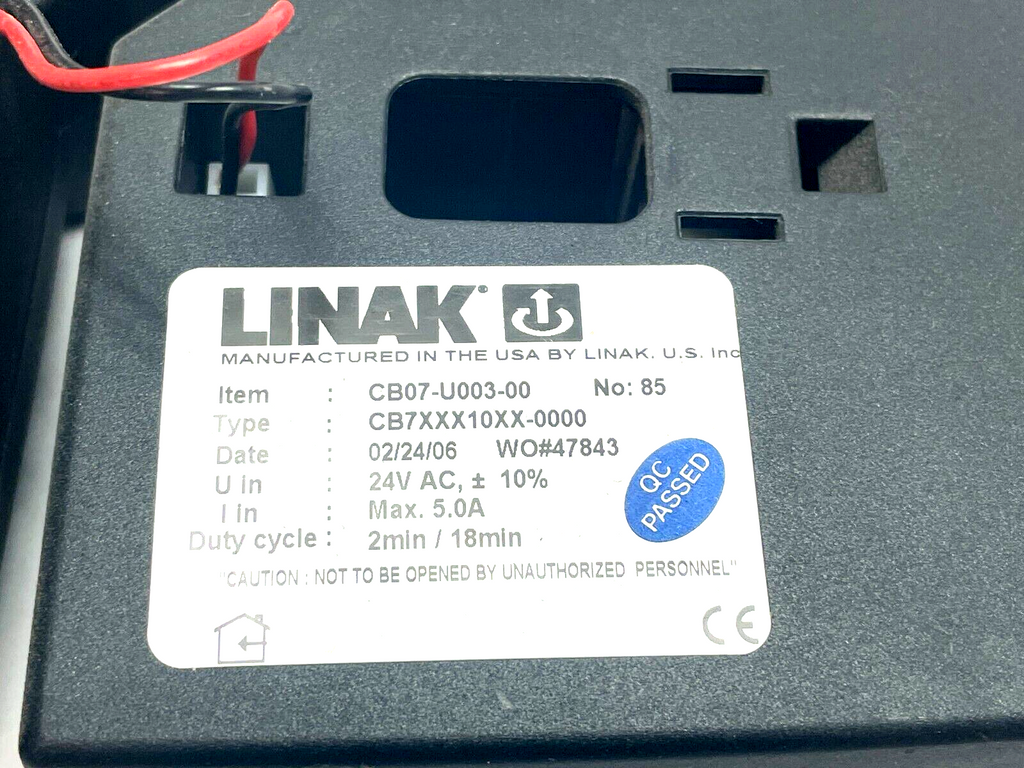 LINAK®
MANUFACTURED IN THE USA BY LINAK. U.S. Inc
Item : CB07-U003-00 No: 85
Type : CB7XXX10XX-0000
Date : 02/24/06 WO#47843
U in : 24V AC, ± 10%
I in : Max. 5.0A
Duty cycle : 2min / 18min
QC
PASSED
"CAUTION : NOT TO BE OPENED BY UNAUTHORIZED PERSONNEL"
CE